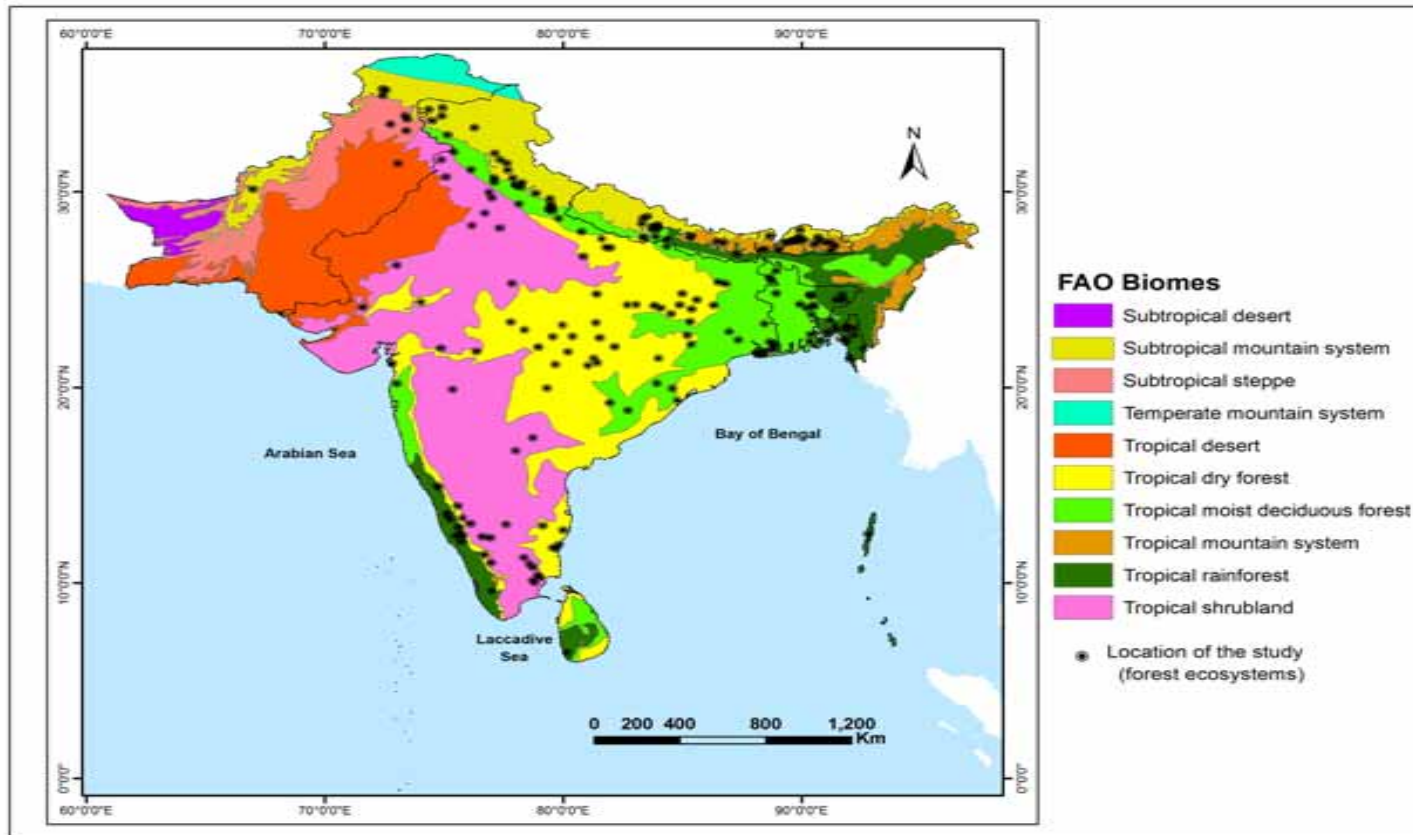 60°0'0"E 70°0'0"E 80°0'0"E 90°0'0"E
N
30°0'0"N 30°0'0"N
20°0'0"N 20°0'0"N
10°0'0"N 10°0'0"N
0°0'0" 0°0'0"
Arabian Sea
Bay of Bengal
Laccadive
Sea
0 200 400 800 1,200
Km
60°0'0"E 70°0'0"E 80°0'0"E 90°0'0"E
FAO Biomes
Subtropical desert
Subtropical mountain system
Subtropical steppe
Temperate mountain system
Tropical desert
Tropical dry forest
Tropical moist deciduous forest
Tropical mountain system
Tropical rainforest
Tropical shrubland
Location of the study
(forest ecosystems)